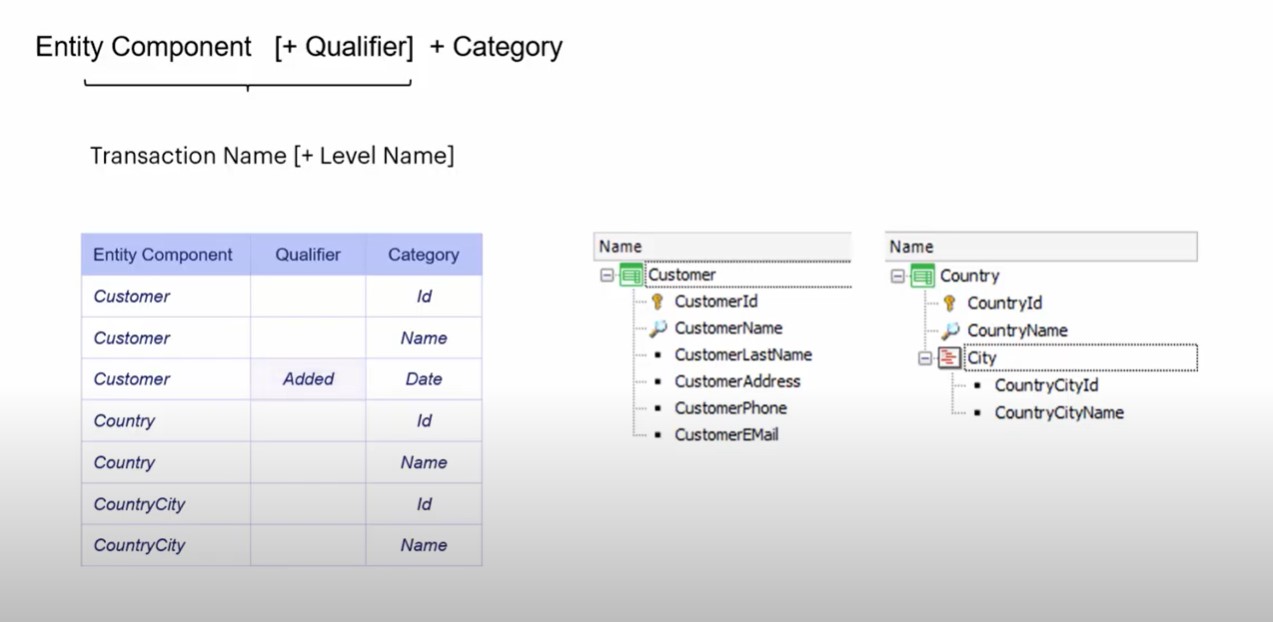 Entity Component [+ Qualifier] + Category
Transaction Name [+ Level Name]
Entity Component Qualifier Category
Customer Id
Customer Name
Customer Added Date
Country Id
Country Name
CountryCity Id
CountryCity Name
Name
Customer
CustomerId
CustomerName
CustomerLastName
CustomerAddress
CustomerPhone
CustomerEMail
Name
Country
CountryId
CountryName
City
CountryCityId
CountryCityName